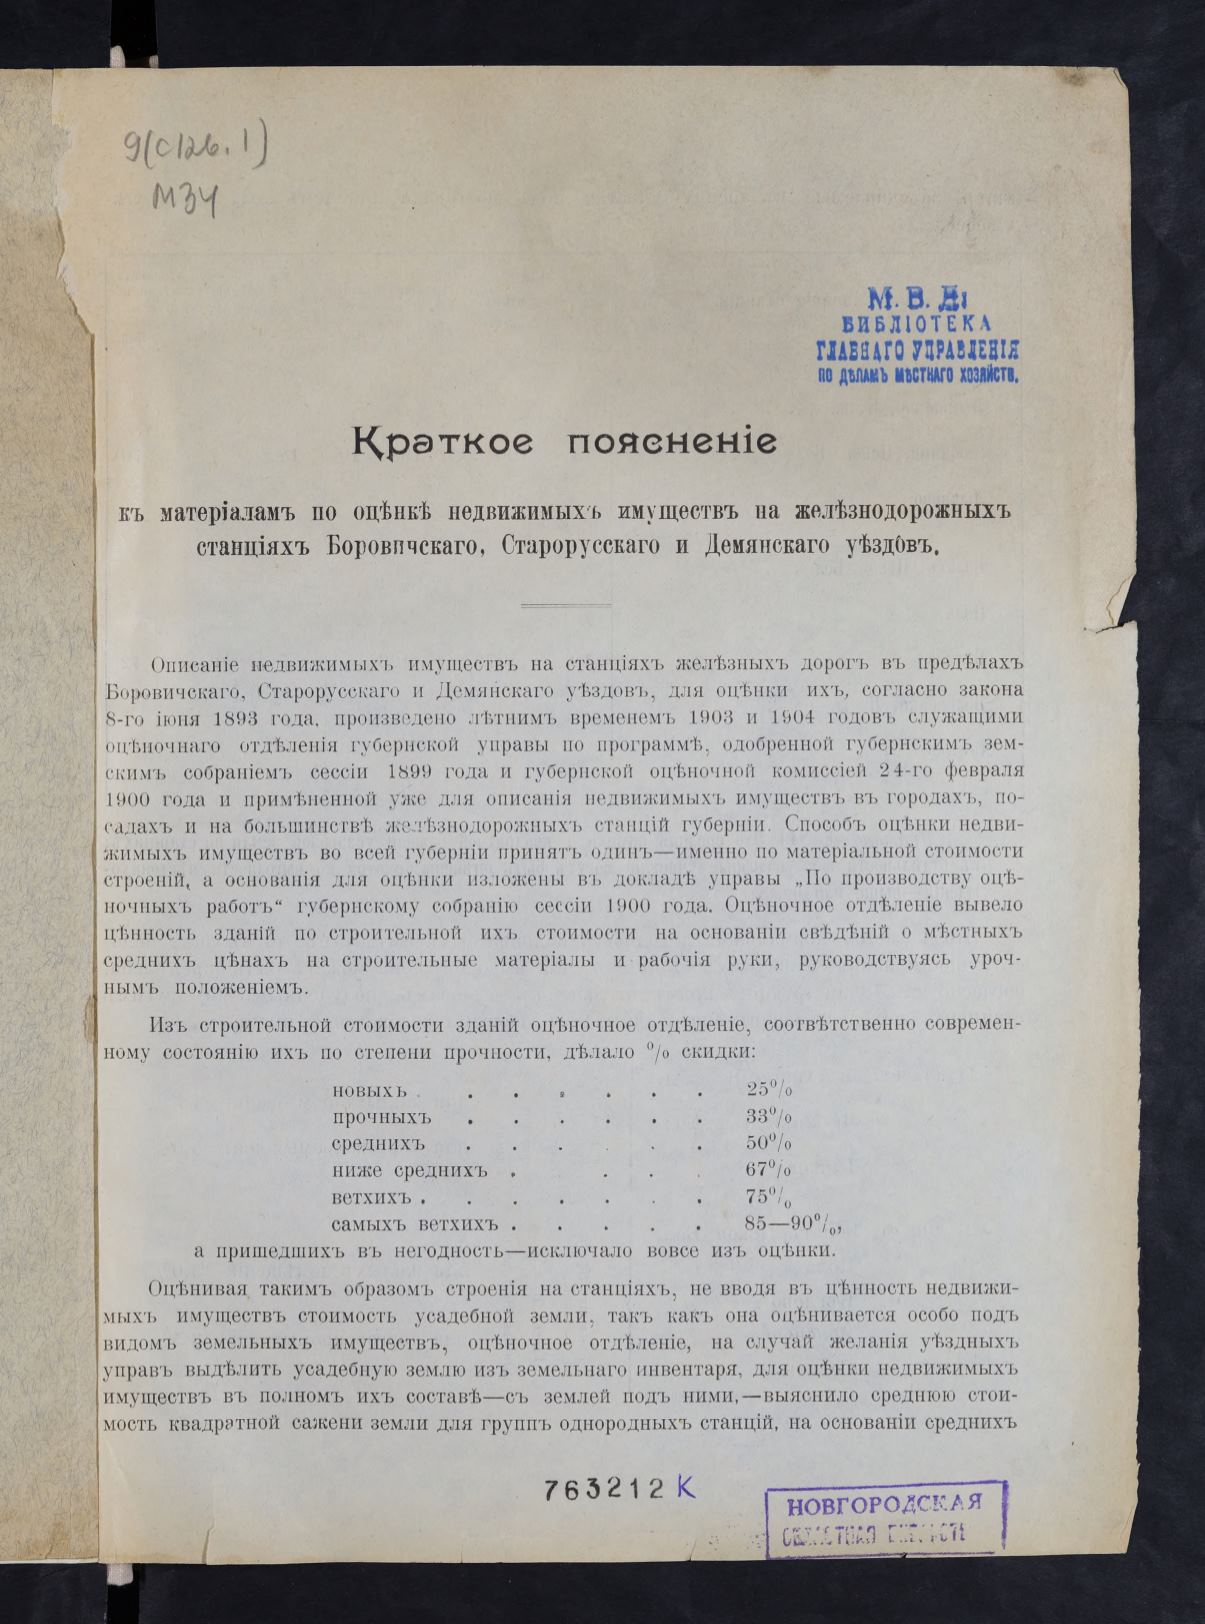 9(С126.1)
М34
М. В. Д.
БИБЛІОТЕКА
ГЛАВНАГО УПРАВЛЕНІЯ
ПО ДѢЛАМЪ МѢСТНАГО ХОЗЯЙСТВ.
Краткое поясненіе
къ матеріаламъ по оцѣнкѣ недвижимыхъ имуществъ на желѣзнодорожныхъ
станціяхъ Боровичскаго, Старорусскаго и Демянскаго уѣздовъ.
Описаніе недвижимыхъ имуществъ на станціяхъ желѣзныхъ дорогъ въ предѣлахъ
Боровичскаго, Старорусскаго и Демянскаго уѣздовъ, для оцѣнки ихъ, согласно закона
8-го іюня 1893 года, произведено лѣтнимъ временемъ 1903 и 1904 годовъ служащими
оцѣночнаго отдѣленія губернской управы по программѣ, одобренной губернскимъ зем-
скимъ собраніемъ сессіи 1899 года и губернской оцѣночной комиссіей 24-го февраля
1900 года и примѣненной уже для описанія недвижимыхъ имуществъ въ городахъ, по-
садахъ и на большинствѣ желѣзнодорожныхъ станцій губерніи. Способъ оцѣнки недви-
жимыхъ имуществъ во всей губерніи принятъ одинъ—именно по матеріальной стоимости
строеній, а основанія для оцѣнки изложены въ докладѣ управы „По производству оцѣ-
ночныхъ работъ“ губернскому собранію сессіи 1900 года. Оцѣночное отдѣленіе вывело
цѣнность зданій по строительной ихъ стоимости на основаніи свѣдѣній о мѣстныхъ
среднихъ цѣнахъ на строительные матеріалы и рабочія руки, руководствуясь уроч-
нымъ положеніемъ.
Изъ строительной стоимости зданій оцѣночное отдѣленіе, соотвѣтственно современ-
ному состоянію ихъ по степени прочности, дѣлало % скидки:
новыхъ . . . . . . . 25%
прочныхъ . . . . . . 33%
среднихъ . . . . . . 50%
ниже среднихъ . . . . 67%
ветхихъ . . . . . . . 75%
самыхъ ветхихъ . . . . . 85—90%,
а пришедшихъ въ негодность—исключало вовсе изъ оцѣнки.
Оцѣнивая такимъ образомъ строенія на станціяхъ, не вводя въ цѣнность недвижи-
мыхъ имуществъ стоимость усадебной земли, такъ какъ она оцѣнивается особо подъ
видомъ земельныхъ имуществъ, оцѣночное отдѣленіе, на случай желанія уѣздныхъ
управъ выдѣлить усадебную землю изъ земельнаго инвентаря, для оцѣнки недвижимыхъ
имуществъ въ полномъ ихъ составѣ—съ землей подъ ними,—выяснило среднюю стои-
мость квадратной сажени земли для группъ однородныхъ станцій, на основаніи среднихъ
763212 К
НОВГОРОДСКАЯ
ОБЛАСТНАЯ